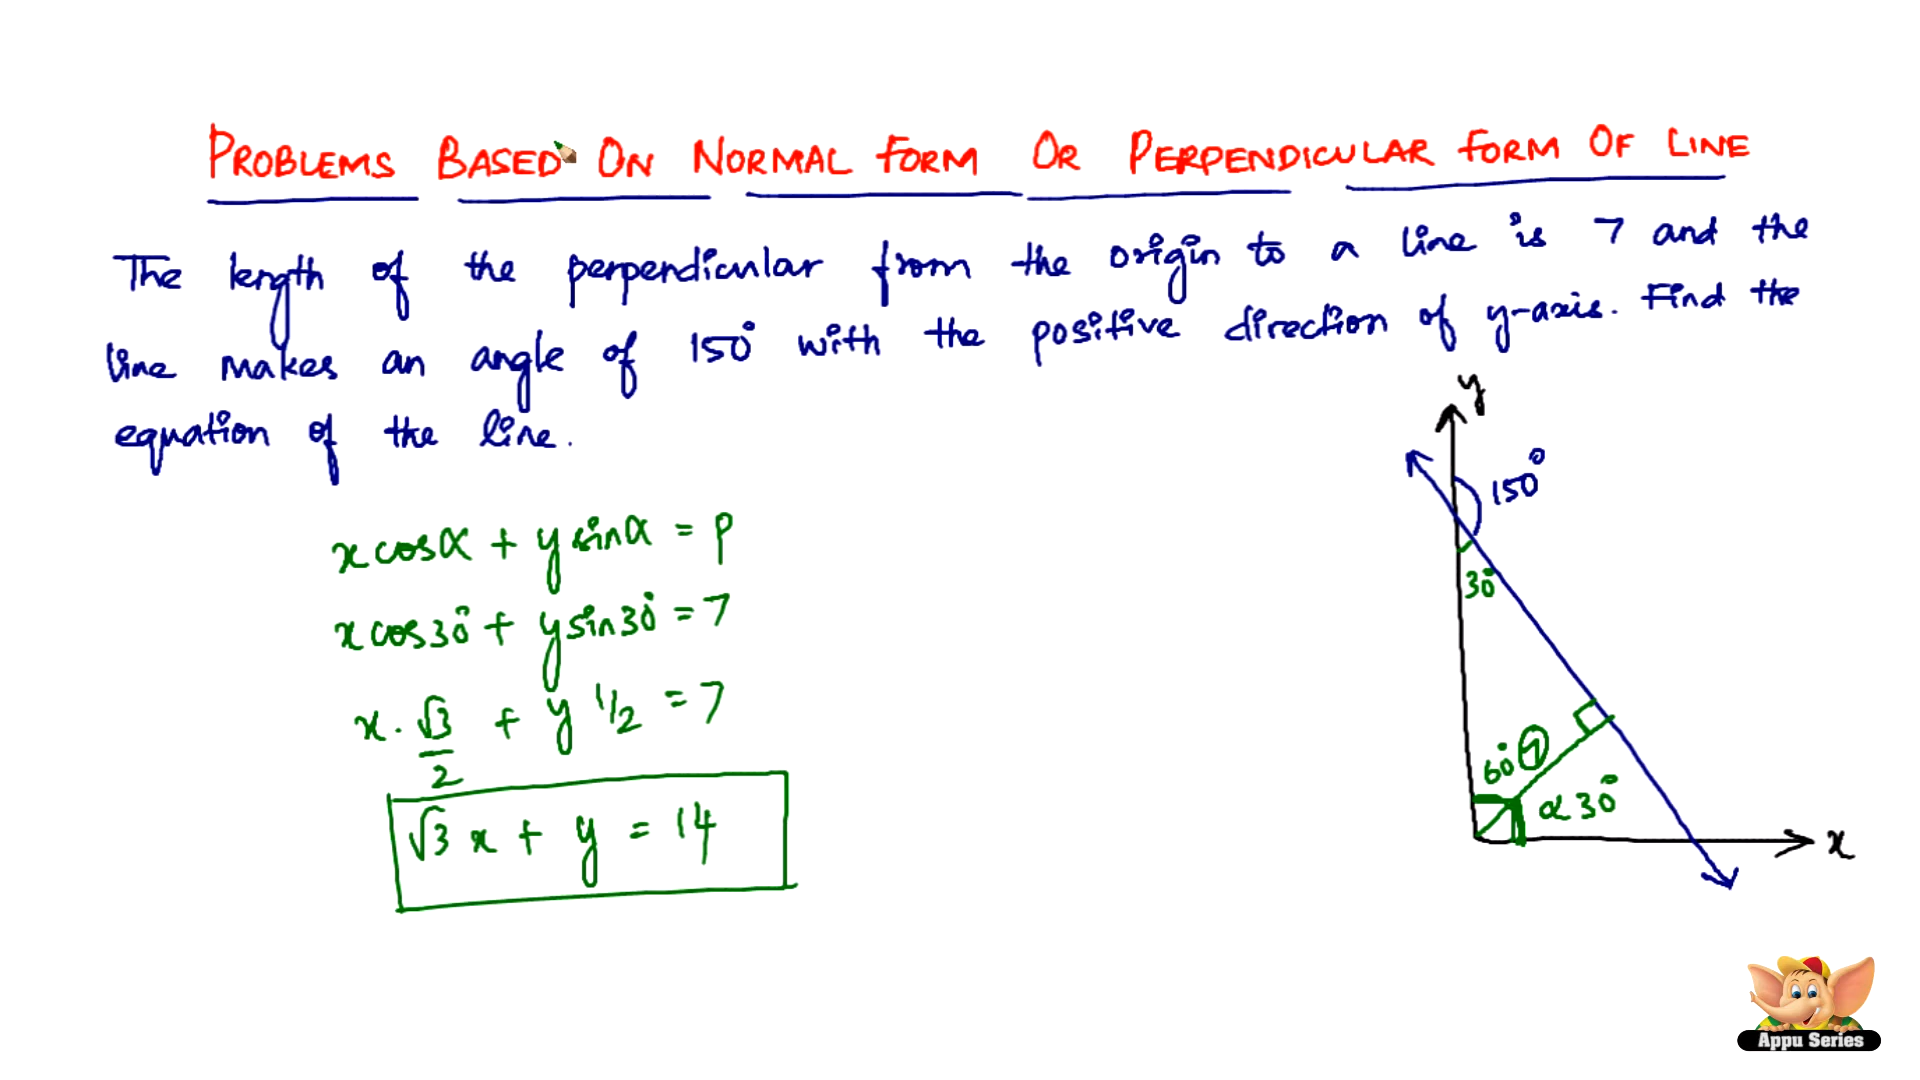 PROBLEMS BASED ON NORMAL FORM OR PERPENDICULAR FORM OF LINE
The length of the perpendicular from the origin to a line is 7 and the
line makes an angle of 150° with the positive direction of y-axis. Find the
equation of the line.
x cosα + y sinα = p
x cos30° + y sin30° = 7
x · √3/2 + y 1/2 = 7
√3 x + y = 14
y
150°
30°
60° 7
α 30°
x
Appu Series